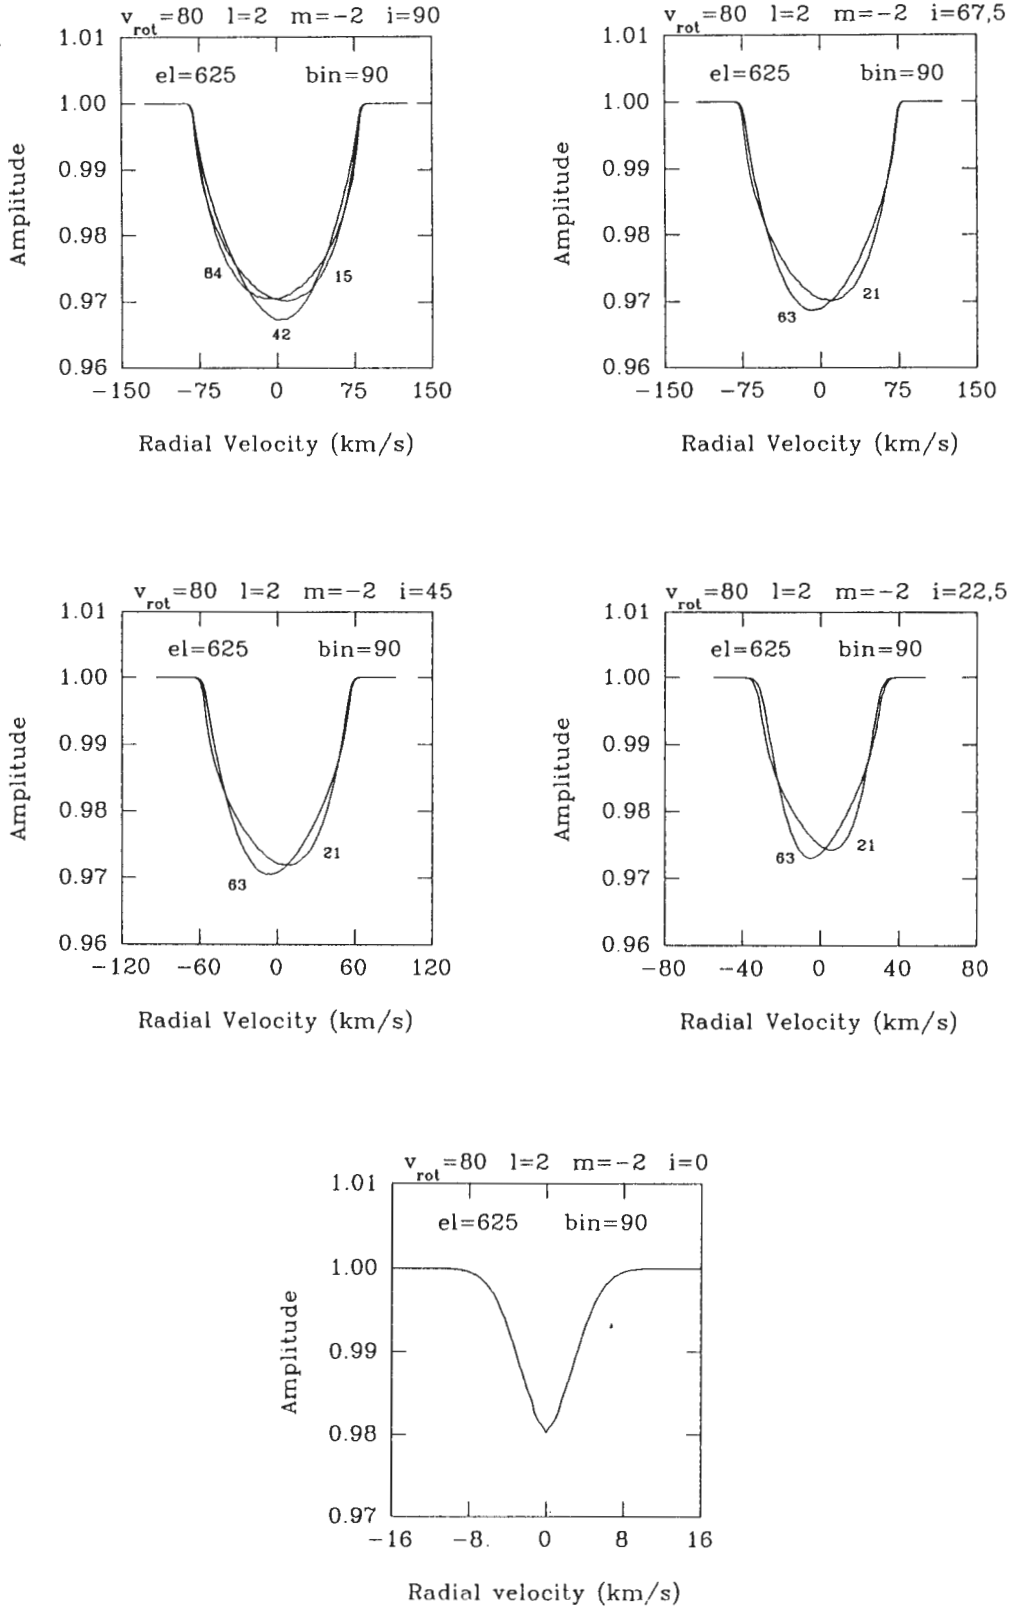 v_rot=80 l=2 m=−2 i=90
1.01
el=625 bin=90
1.00
0.99
0.98
0.97
0.96
84
15
42
−150 −75 0 75 150
Amplitude
Radial Velocity (km/s)
v_rot=80 l=2 m=−2 i=67,5
1.01
el=625 bin=90
1.00
0.99
0.98
0.97
0.96
21
63
−150 −75 0 75 150
Amplitude
Radial Velocity (km/s)
v_rot=80 l=2 m=−2 i=45
1.01
el=625 bin=90
1.00
0.99
0.98
0.97
0.96
21
63
−120 −60 0 60 120
Amplitude
Radial Velocity (km/s)
v_rot=80 l=2 m=−2 i=22,5
1.01
el=625 bin=90
1.00
0.99
0.98
0.97
0.96
21
63
−80 −40 0 40 80
Amplitude
Radial Velocity (km/s)
v_rot=80 l=2 m=−2 i=0
1.01
el=625 bin=90
1.00
0.99
0.98
0.97
−16 −8 0 8 16
Amplitude
Radial velocity (km/s)